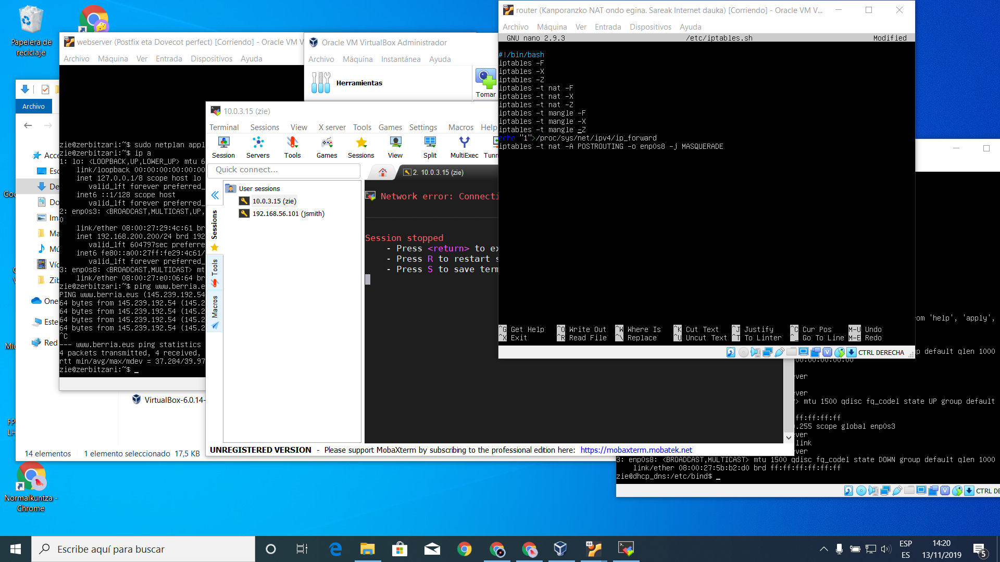 Papelera de
reciclaje
webserver (Postfix eta Dovecot perfect) [Corriendo] - Oracle VM V
Archivo Máquina Ver Entrada Dispositivos Ayuda
zie@zerbitzari:~$ sudo netplan appl
zie@zerbitzari:~$ ip a
1: lo: <LOOPBACK,UP,LOWER_UP> mtu 6
link/loopback 00:00:00:00:00:00
inet 127.0.0.1/8 scope host lo
valid_lft forever preferred_
inet6 ::1/128 scope host
valid_lft forever preferred_
2: enp0s3: <BROADCAST,MULTICAST,UP,
0
link/ether 08:00:27:29:4c:61 br
inet 192.168.200.200/24 brd 192
valid_lft 604797sec preferre
inet6 fe80::a00:27ff:fe29:4c61/
valid_lft forever preferred_
3: enp0s8: <BROADCAST,MULTICAST> mt
link/ether 08:00:27:e0:06:64 br
zie@zerbitzari:~$ ping www.berria.e
PING www.berria.eus (145.239.192.54
64 bytes from 145.239.192.54 (145.2
64 bytes from 145.239.192.54 (145.2
64 bytes from 145.239.192.54 (145.2
64 bytes from 145.239.192.54 (145.2
^C
--- www.berria.eus ping statistics
4 packets transmitted, 4 received,
rtt min/avg/max/mdev = 37.284/39.97
zie@zerbitzari:~$ _
Archivo
Acce
Esc
De
Do
Im
Ma
Mú
Víc
Zib
One
Este
Red
VirtualBox-6.0.14-
14 elementos 1 elemento seleccionado 17,5 KB
Oracle VM VirtualBox Administrador
Archivo Máquina Instantánea Ayuda
Herramientas
Tomar
10.0.3.15 (zie)
Terminal Sessions View X server Tools Games Settings Macros Help
Session Servers Tools Games Sessions View Split MultiExec Tunn
Quick connect...
2. 10.0.3.15 (zie)
User sessions
10.0.3.15 (zie)
192.168.56.101 (jsmith)
Sessions
Tools
Macros
Network error: Connecti
Session stopped
- Press <return> to ex
- Press R to restart s
- Press S to save term
UNREGISTERED VERSION - Please support MobaXterm by subscribing to the professional edition here: https://mobaxterm.mobatek.net
router (Kanporanzko NAT ondo egina. Sareak Internet dauka) [Corriendo] - Oracle VM V...
Archivo Máquina Ver Entrada Dispositivos Ayuda
GNU nano 2.9.3 /etc/iptables.sh Modified
#!/bin/bash
iptables -F
iptables -X
iptables -Z
iptables -t nat -F
iptables -t nat -X
iptables -t nat -Z
iptables -t mangle -F
iptables -t mangle -X
iptables -t mangle -Z
echo "1">/proc/sys/net/ipv4/ip_forward
iptables -t nat -A POSTROUTING -o enp0s8 -j MASQUERADE
^G Get Help ^O Write Out ^W Where Is ^K Cut Text ^J Justify ^C Cur Pos M-U Undo
^X Exit ^R Read File ^\ Replace ^U Uncut Text ^T To Linter ^_ Go To Line M-E Redo
CTRL DERECHA
om 'help', 'apply',
p default qlen 1000
00:00:00:00:00:00
ver
ver
> mtu 1500 qdisc fq_codel state UP group default
ff:ff:ff:ff
.255 scope global enp0s3
ver
link
ver
3: enp0s8: <BROADCAST,MULTICAST> mtu 1500 qdisc fq_codel state DOWN group default qlen 1000
link/ether 08:00:27:5b:b2:d0 brd ff:ff:ff:ff:ff:ff
zie@dhcp_dns:/etc/bind$ _
CTRL DE
Goo
Mic
FP
LH
Normalkuntza -
Chrome
Escribe aquí para buscar
ESP
ES
14:20
13/11/2019
5